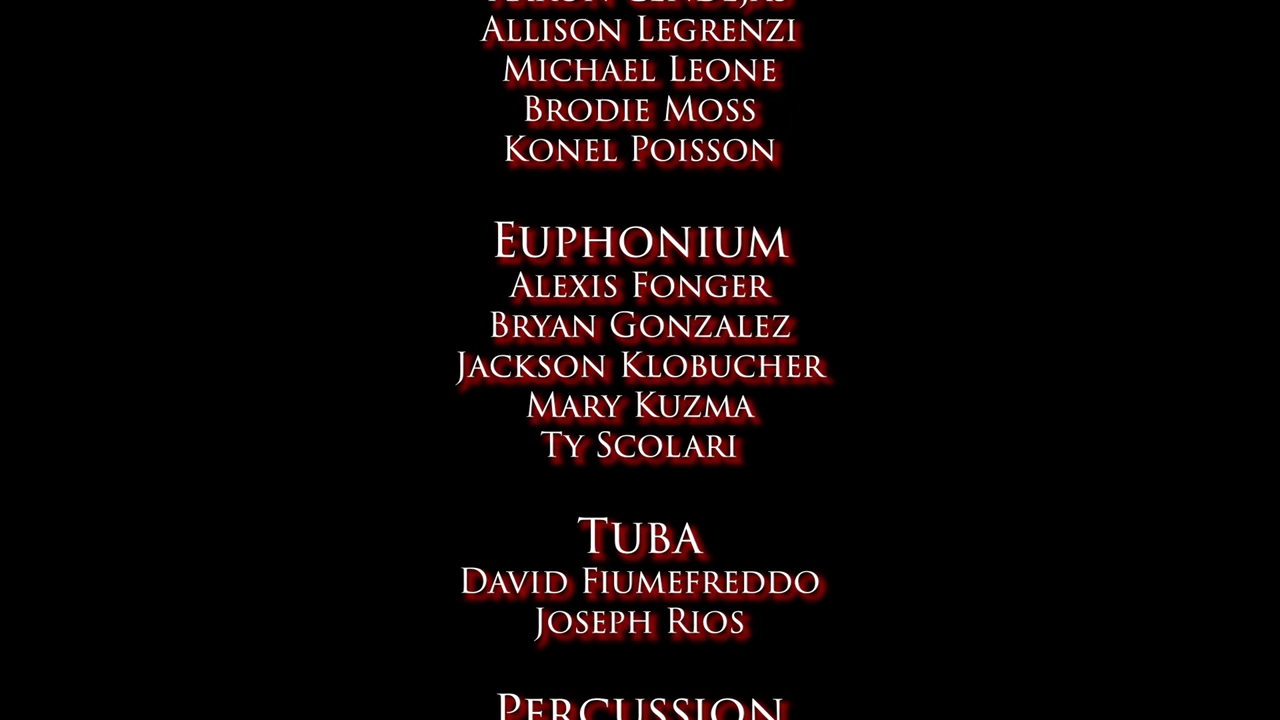 Allison Legrenzi
Michael Leone
Brodie Moss
Konel Poisson
Euphonium
Alexis Fonger
Bryan Gonzalez
Jackson Klobucher
Mary Kuzma
Ty Scolari
Tuba
David Fiumefreddo
Joseph Rios
Percussion